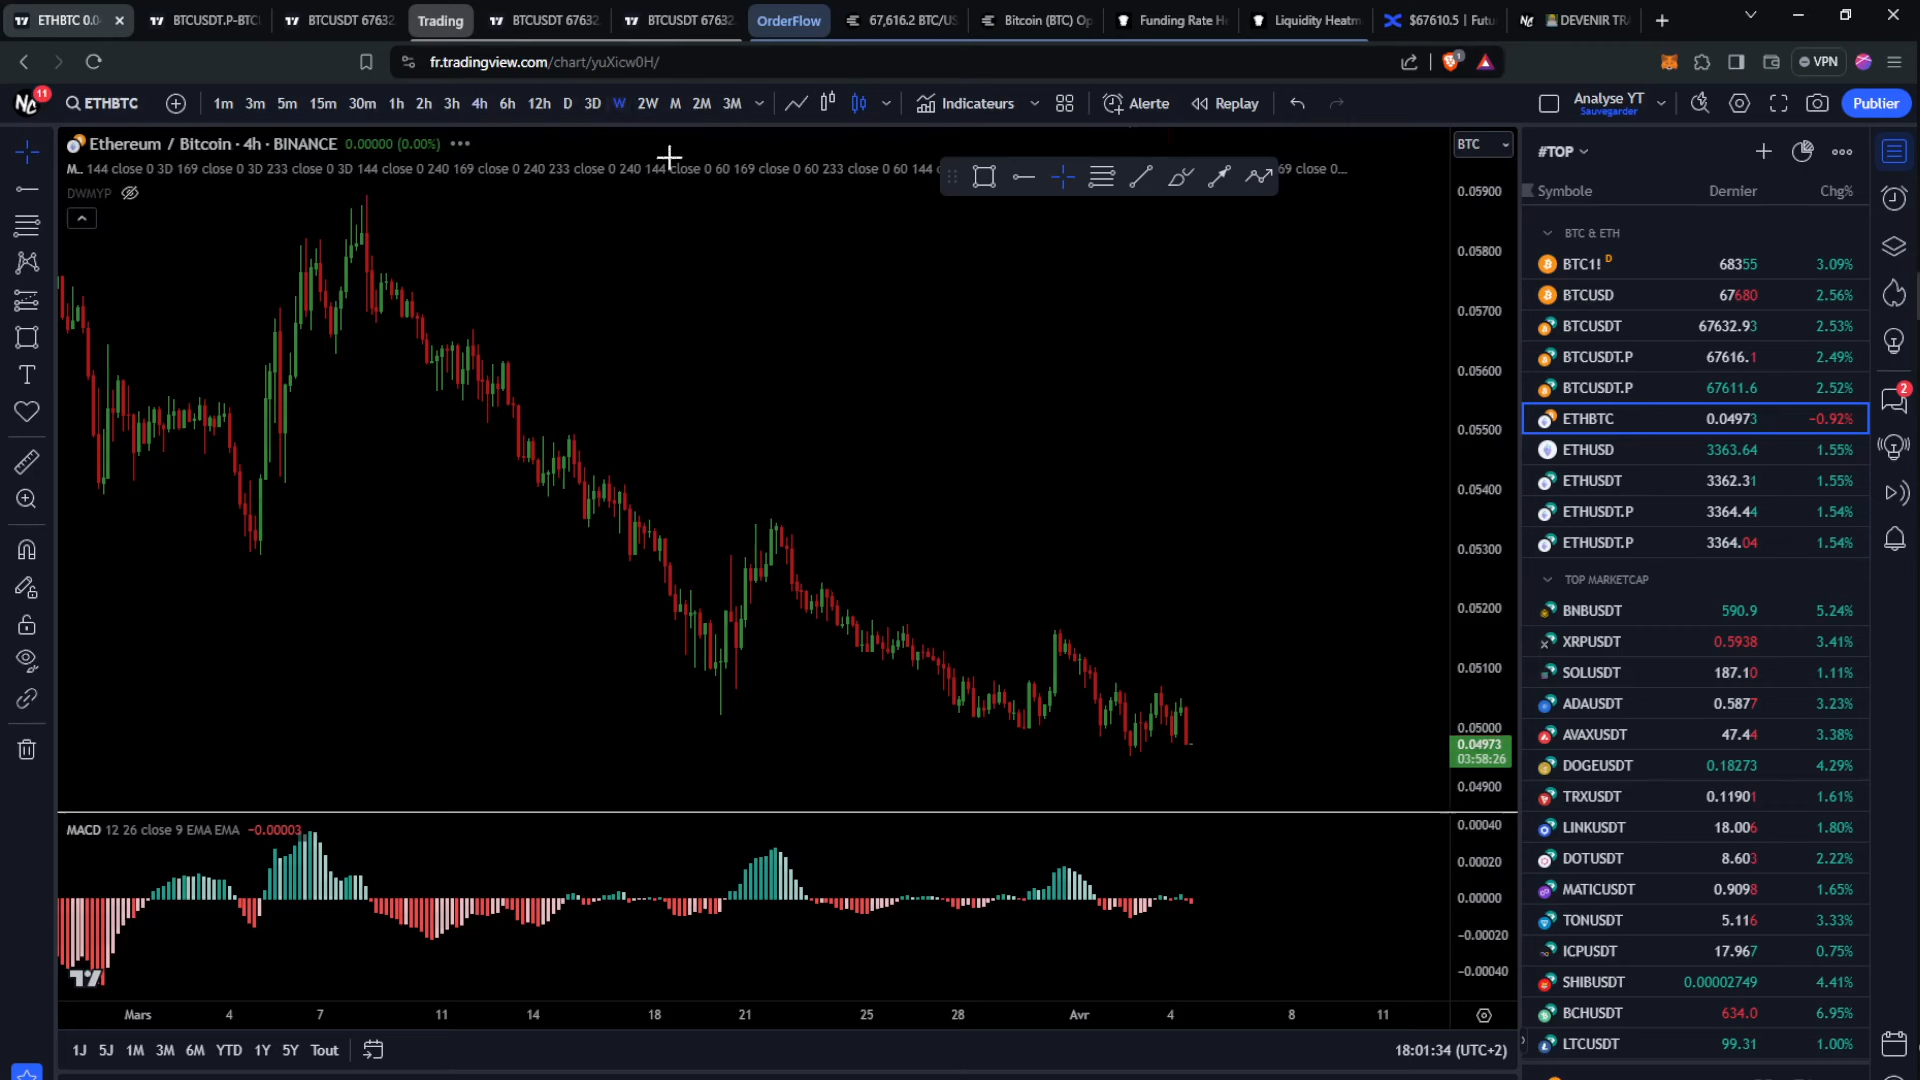 ETHBTC 0.0
BTCUSDT.P-BTC
BTCUSDT 67632
Trading
BTCUSDT 67632
BTCUSDT 67632
OrderFlow
67,616.2 BTC/US
Bitcoin (BTC) Op
Funding Rate He
Liquidity Heatm
$67610.5 | Futu
DEVENIR TRA
fr.tradingview.com/chart/yuXicw0H/
1
VPN
11
ETHBTC
1m 3m 5m 15m 30m 1h 2h 3h 4h 6h 12h D 3D W 2W M 2M 3M
Indicateurs
Alerte
Replay
Analyse YT
Sauvegarder
Publier
Ethereum / Bitcoin · 4h · BINANCE 0.00000 (0.00%)
M.. 144 close 0 3D 169 close 0 3D 233 close 0 3D 144 close 0 240 169 close 0 240 233 close 0 240 144 close 0 60 169 close 0 60 233 close 0 60 144
69 close 0...
DWMYP
BTC
0.05900
0.05800
0.05700
0.05600
0.05500
0.05400
0.05300
0.05200
0.05100
0.05000
0.04973
03:58:26
0.04900
MACD 12 26 close 9 EMA EMA −0.00003
0.00040
0.00020
0.00000
−0.00020
−0.00040
Mars 4 7 11 14 18 21 25 28 Avr 4 8 11
1J 5J 1M 3M 6M YTD 1Y 5Y Tout
18:01:34 (UTC+2)
#TOP
Symbole Dernier Chg%
BTC & ETH
BTC1! D 68355 3.09%
BTCUSD 67680 2.56%
BTCUSDT 67632.93 2.53%
BTCUSDT.P 67616.1 2.49%
BTCUSDT.P 67611.6 2.52%
ETHBTC 0.04973 −0.92%
ETHUSD 3363.64 1.55%
ETHUSDT 3362.31 1.55%
ETHUSDT.P 3364.44 1.54%
ETHUSDT.P 3364.04 1.54%
TOP MARKETCAP
BNBUSDT 590.9 5.24%
XRPUSDT 0.5938 3.41%
SOLUSDT 187.10 1.11%
ADAUSDT 0.5877 3.23%
AVAXUSDT 47.44 3.38%
DOGEUSDT 0.18273 4.29%
TRXUSDT 0.11901 1.61%
LINKUSDT 18.006 1.80%
DOTUSDT 8.603 2.22%
MATICUSDT 0.9098 1.65%
TONUSDT 5.116 3.33%
ICPUSDT 17.967 0.75%
SHIBUSDT 0.00002749 4.41%
BCHUSDT 634.0 6.95%
LTCUSDT 99.31 1.00%
2